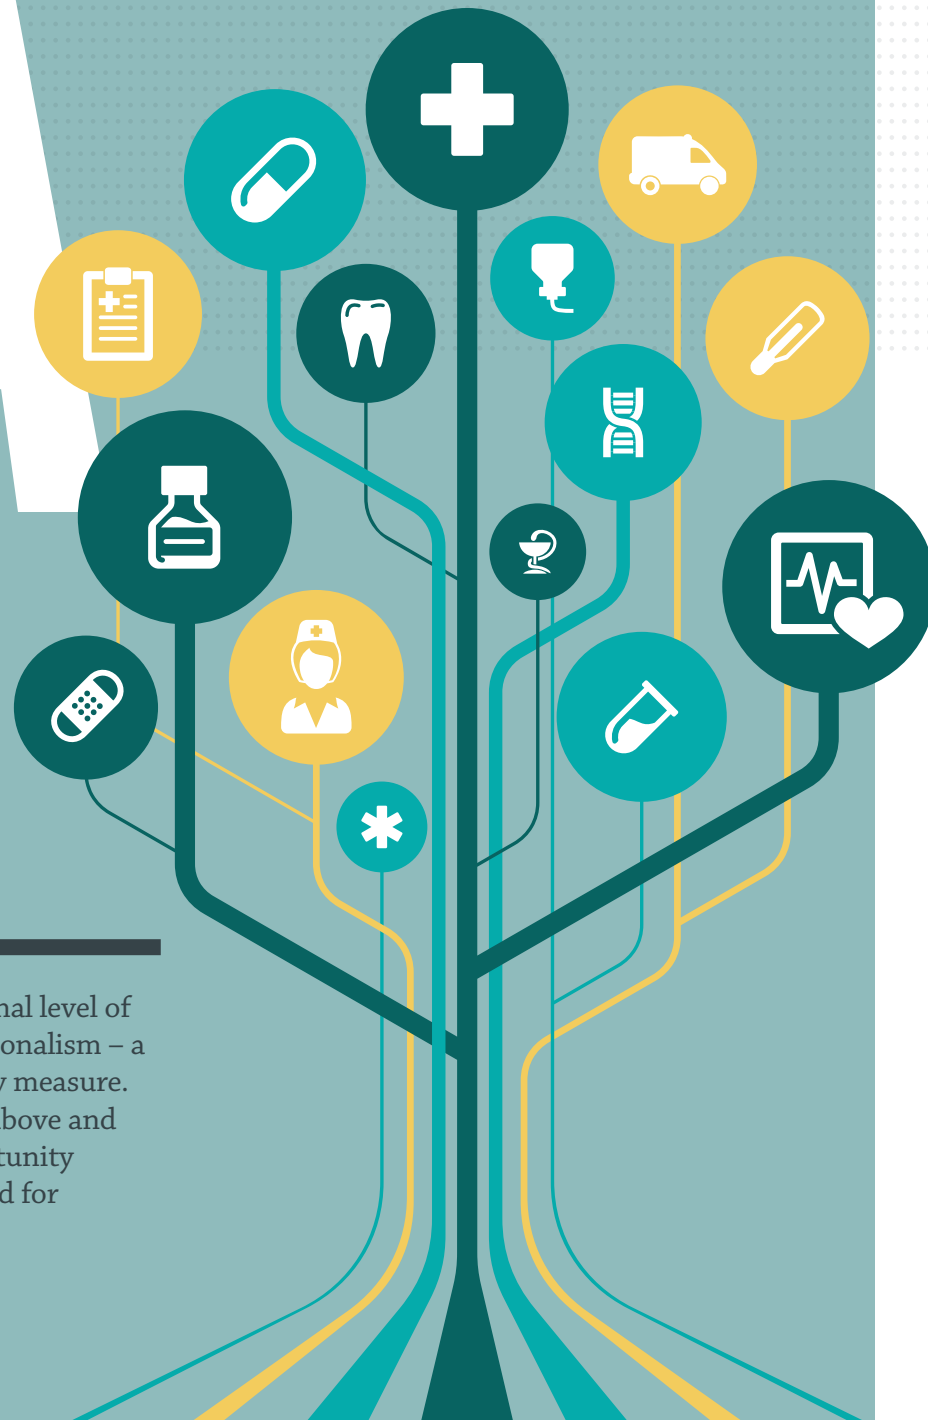 nal level of
onalism – a
y measure.
bove and
tunity
d for